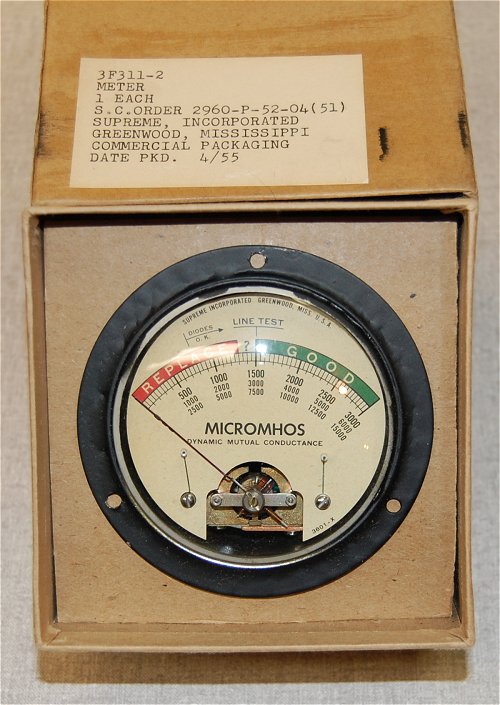 3F311-2
METER
1 EACH
S.C.ORDER 2960-P-52-04(51)
SUPREME, INCORPORATED
GREENWOOD, MISSISSIPPI
COMMERCIAL PACKAGING
DATE PKD. 4/55
SUPREME INCORPORATED GREENWOOD, MISS. U.S.A.
DIODES O.K.
LINE TEST
REPLACE ? GOOD
500 1000 1500 2000 2500 3000
1000 2000 3000 4000 5000 6000
2500 5000 7500 10000 12500 15000
MICROMHOS
DYNAMIC MUTUAL CONDUCTANCE
3601-X